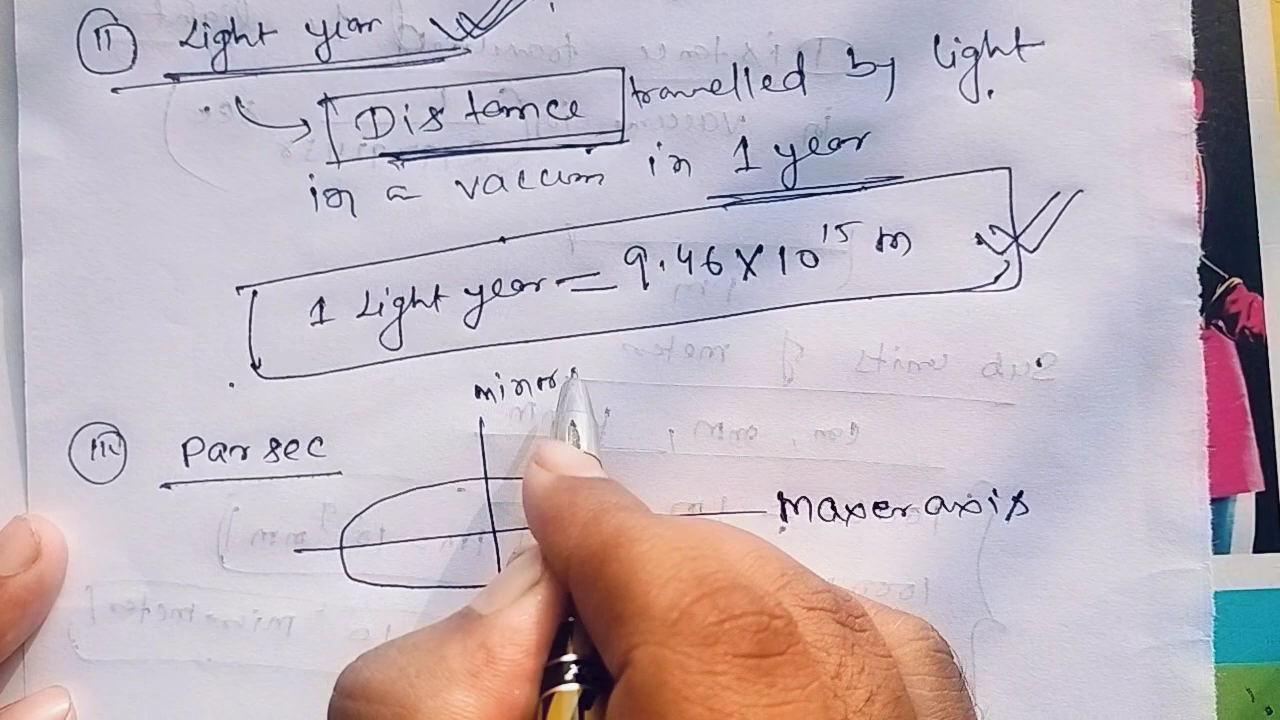 (ii) Light year
Distance travelled by light.
in a vaccum in 1 year
1 Light year = 9.46 X 10^15 m
minor
(iii) Parsec
Maxer axis